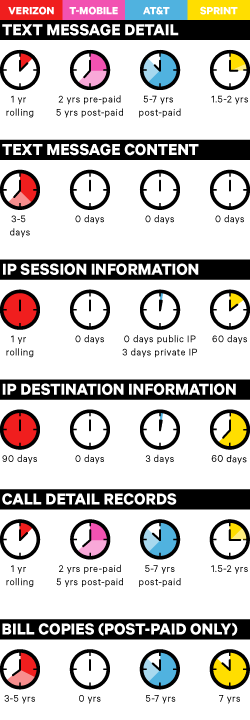 VERIZON T-MOBILE AT&T SPRINT
TEXT MESSAGE DETAIL
1 yr 2 yrs pre-paid 5-7 yrs 1.5-2 yrs
rolling 5 yrs post-paid post-paid
TEXT MESSAGE CONTENT
3-5 0 days 0 days 0 days
days
IP SESSION INFORMATION
1 yr 0 days 0 days public IP 60 days
rolling 3 days private IP
IP DESTINATION INFORMATION
90 days 0 days 3 days 60 days
CALL DETAIL RECORDS
1 yr 2 yrs pre-paid 5-7 yrs 1.5-2 yrs
rolling 5 yrs post-paid post-paid
BILL COPIES (POST-PAID ONLY)
3-5 yrs 0 yrs 5-7 yrs 7 yrs